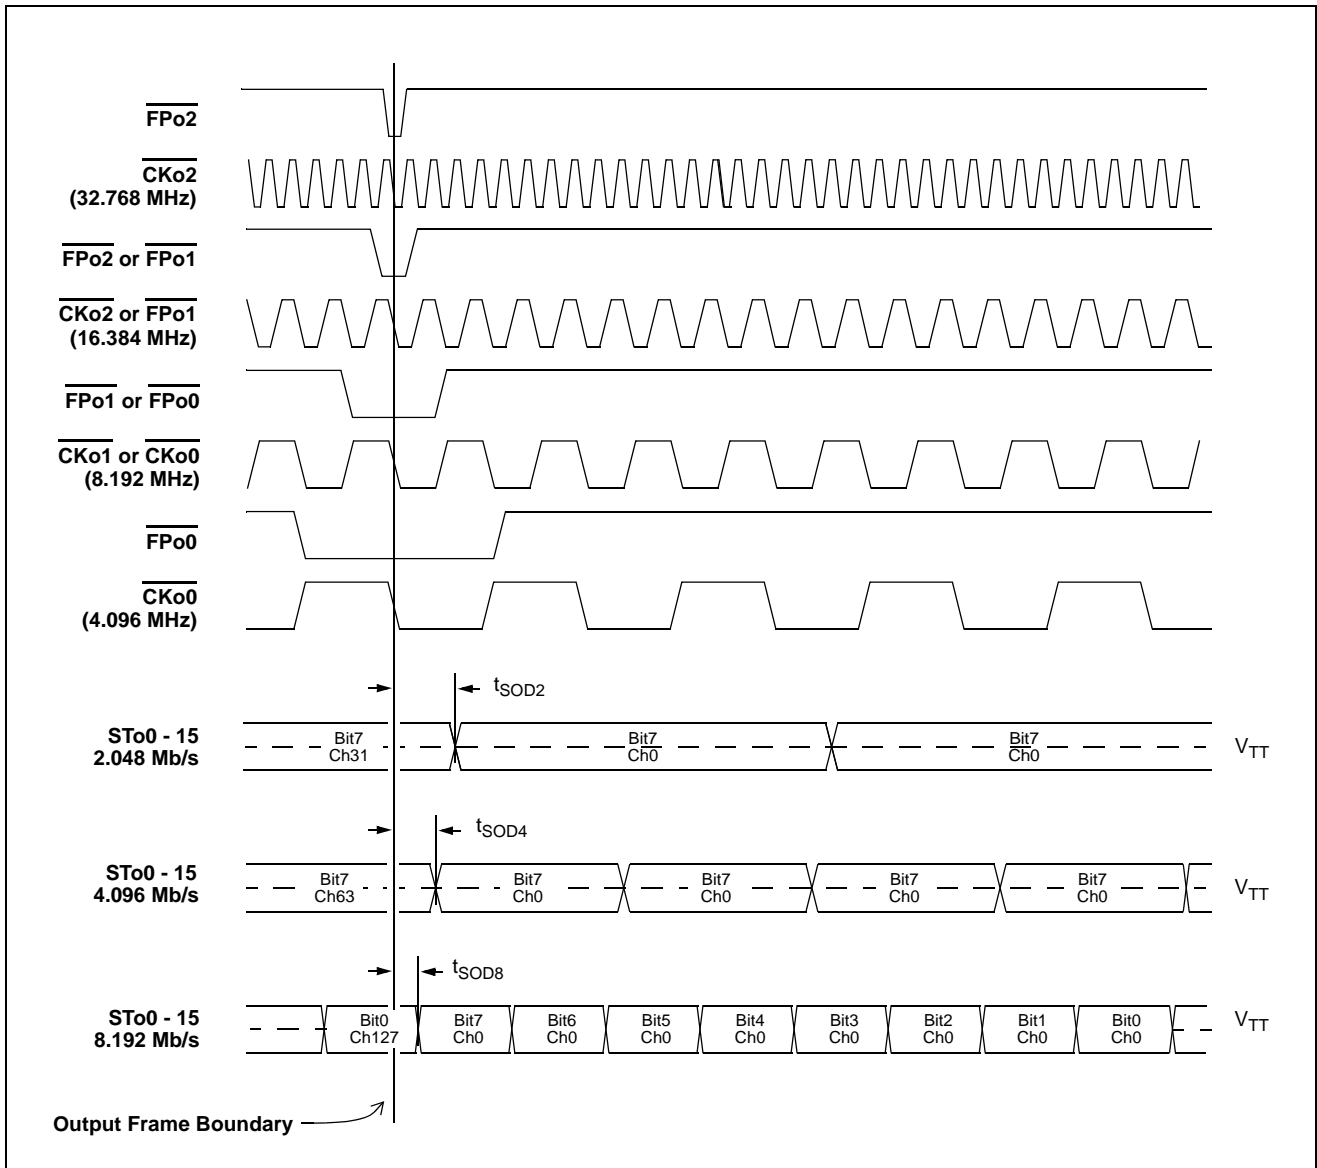 FPo2
CKo2
(32.768 MHz)
FPo2 or FPo1
CKo2 or FPo1
(16.384 MHz)
FPo1 or FPo0
CKo1 or CKo0
(8.192 MHz)
FPo0
CKo0
(4.096 MHz)
tSOD2
STo0 - 15
2.048 Mb/s
Bit7
Ch31
Bit7
Ch0
Bit7
Ch0
VTT
tSOD4
STo0 - 15
4.096 Mb/s
Bit7
Ch63
Bit7
Ch0
Bit7
Ch0
Bit7
Ch0
Bit7
Ch0
VTT
tSOD8
STo0 - 15
8.192 Mb/s
Bit0
Ch127
Bit7
Ch0
Bit6
Ch0
Bit5
Ch0
Bit4
Ch0
Bit3
Ch0
Bit2
Ch0
Bit1
Ch0
Bit0
Ch0
VTT
Output Frame Boundary